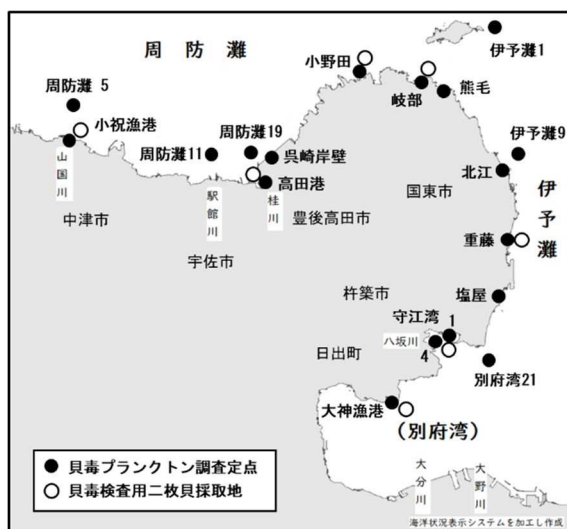 周 防 灘
伊予灘1
小野田
岐部
熊毛
周防灘 5
小祝漁港
周防灘11
周防灘19
呉崎岸壁
高田港
伊予灘9
北江
伊予灘
山国川
中津市
駅館川
宇佐市
桂川
豊後高田市
国東市
重藤
杵築市
塩屋
守江湾
1
八坂川
4
日出町
別府湾21
大神漁港
（別府湾）
大分川
大野川
● 貝毒プランクトン調査定点
○ 貝毒検査用二枚貝採取地
海洋状況表示システムを加工し作成